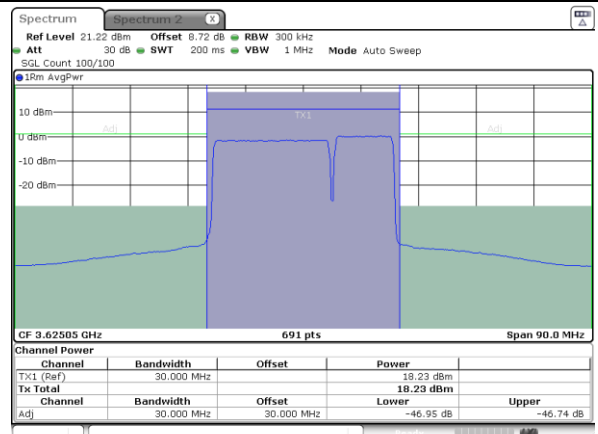 Spectrum Spectrum 2 X
Ref Level 21.22 dBm Offset 8.72 dB RBW 300 kHz
Att 30 dB SWT 200 ms VBW 1 MHz Mode Auto Sweep
SGL Count 100/100
1Rm AvgPwr
10 dBm
TX1
Adj Adj
0 dBm
-10 dBm
-20 dBm
CF 3.62505 GHz 691 pts Span 90.0 MHz
Channel Power
Channel Bandwidth Offset Power
TX1 (Ref) 30.000 MHz 18.23 dBm
Tx Total 18.23 dBm
Channel Bandwidth Offset Lower Upper
Adj 30.000 MHz 30.000 MHz -46.95 dB -46.74 dB